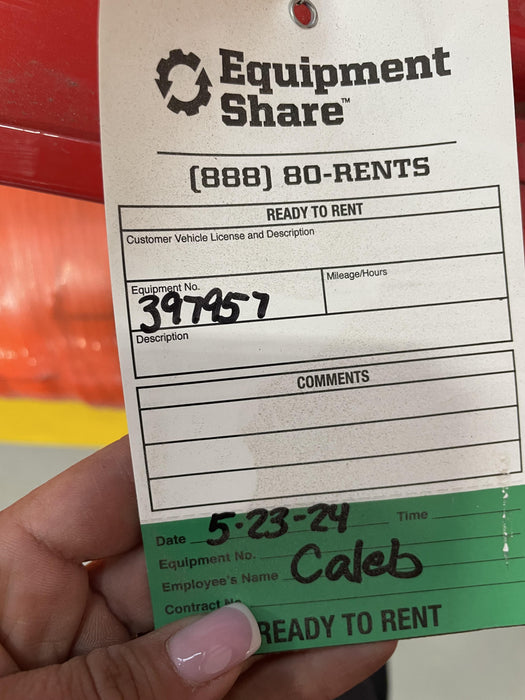 Equipment
Share™
(888) 80-RENTS
READY TO RENT
Customer Vehicle License and Description
Equipment No. Mileage/Hours
397957
Description
COMMENTS
Date 5-23-24 Time
Equipment No.
Employee's Name Caleb
Contract No.
READY TO RENT